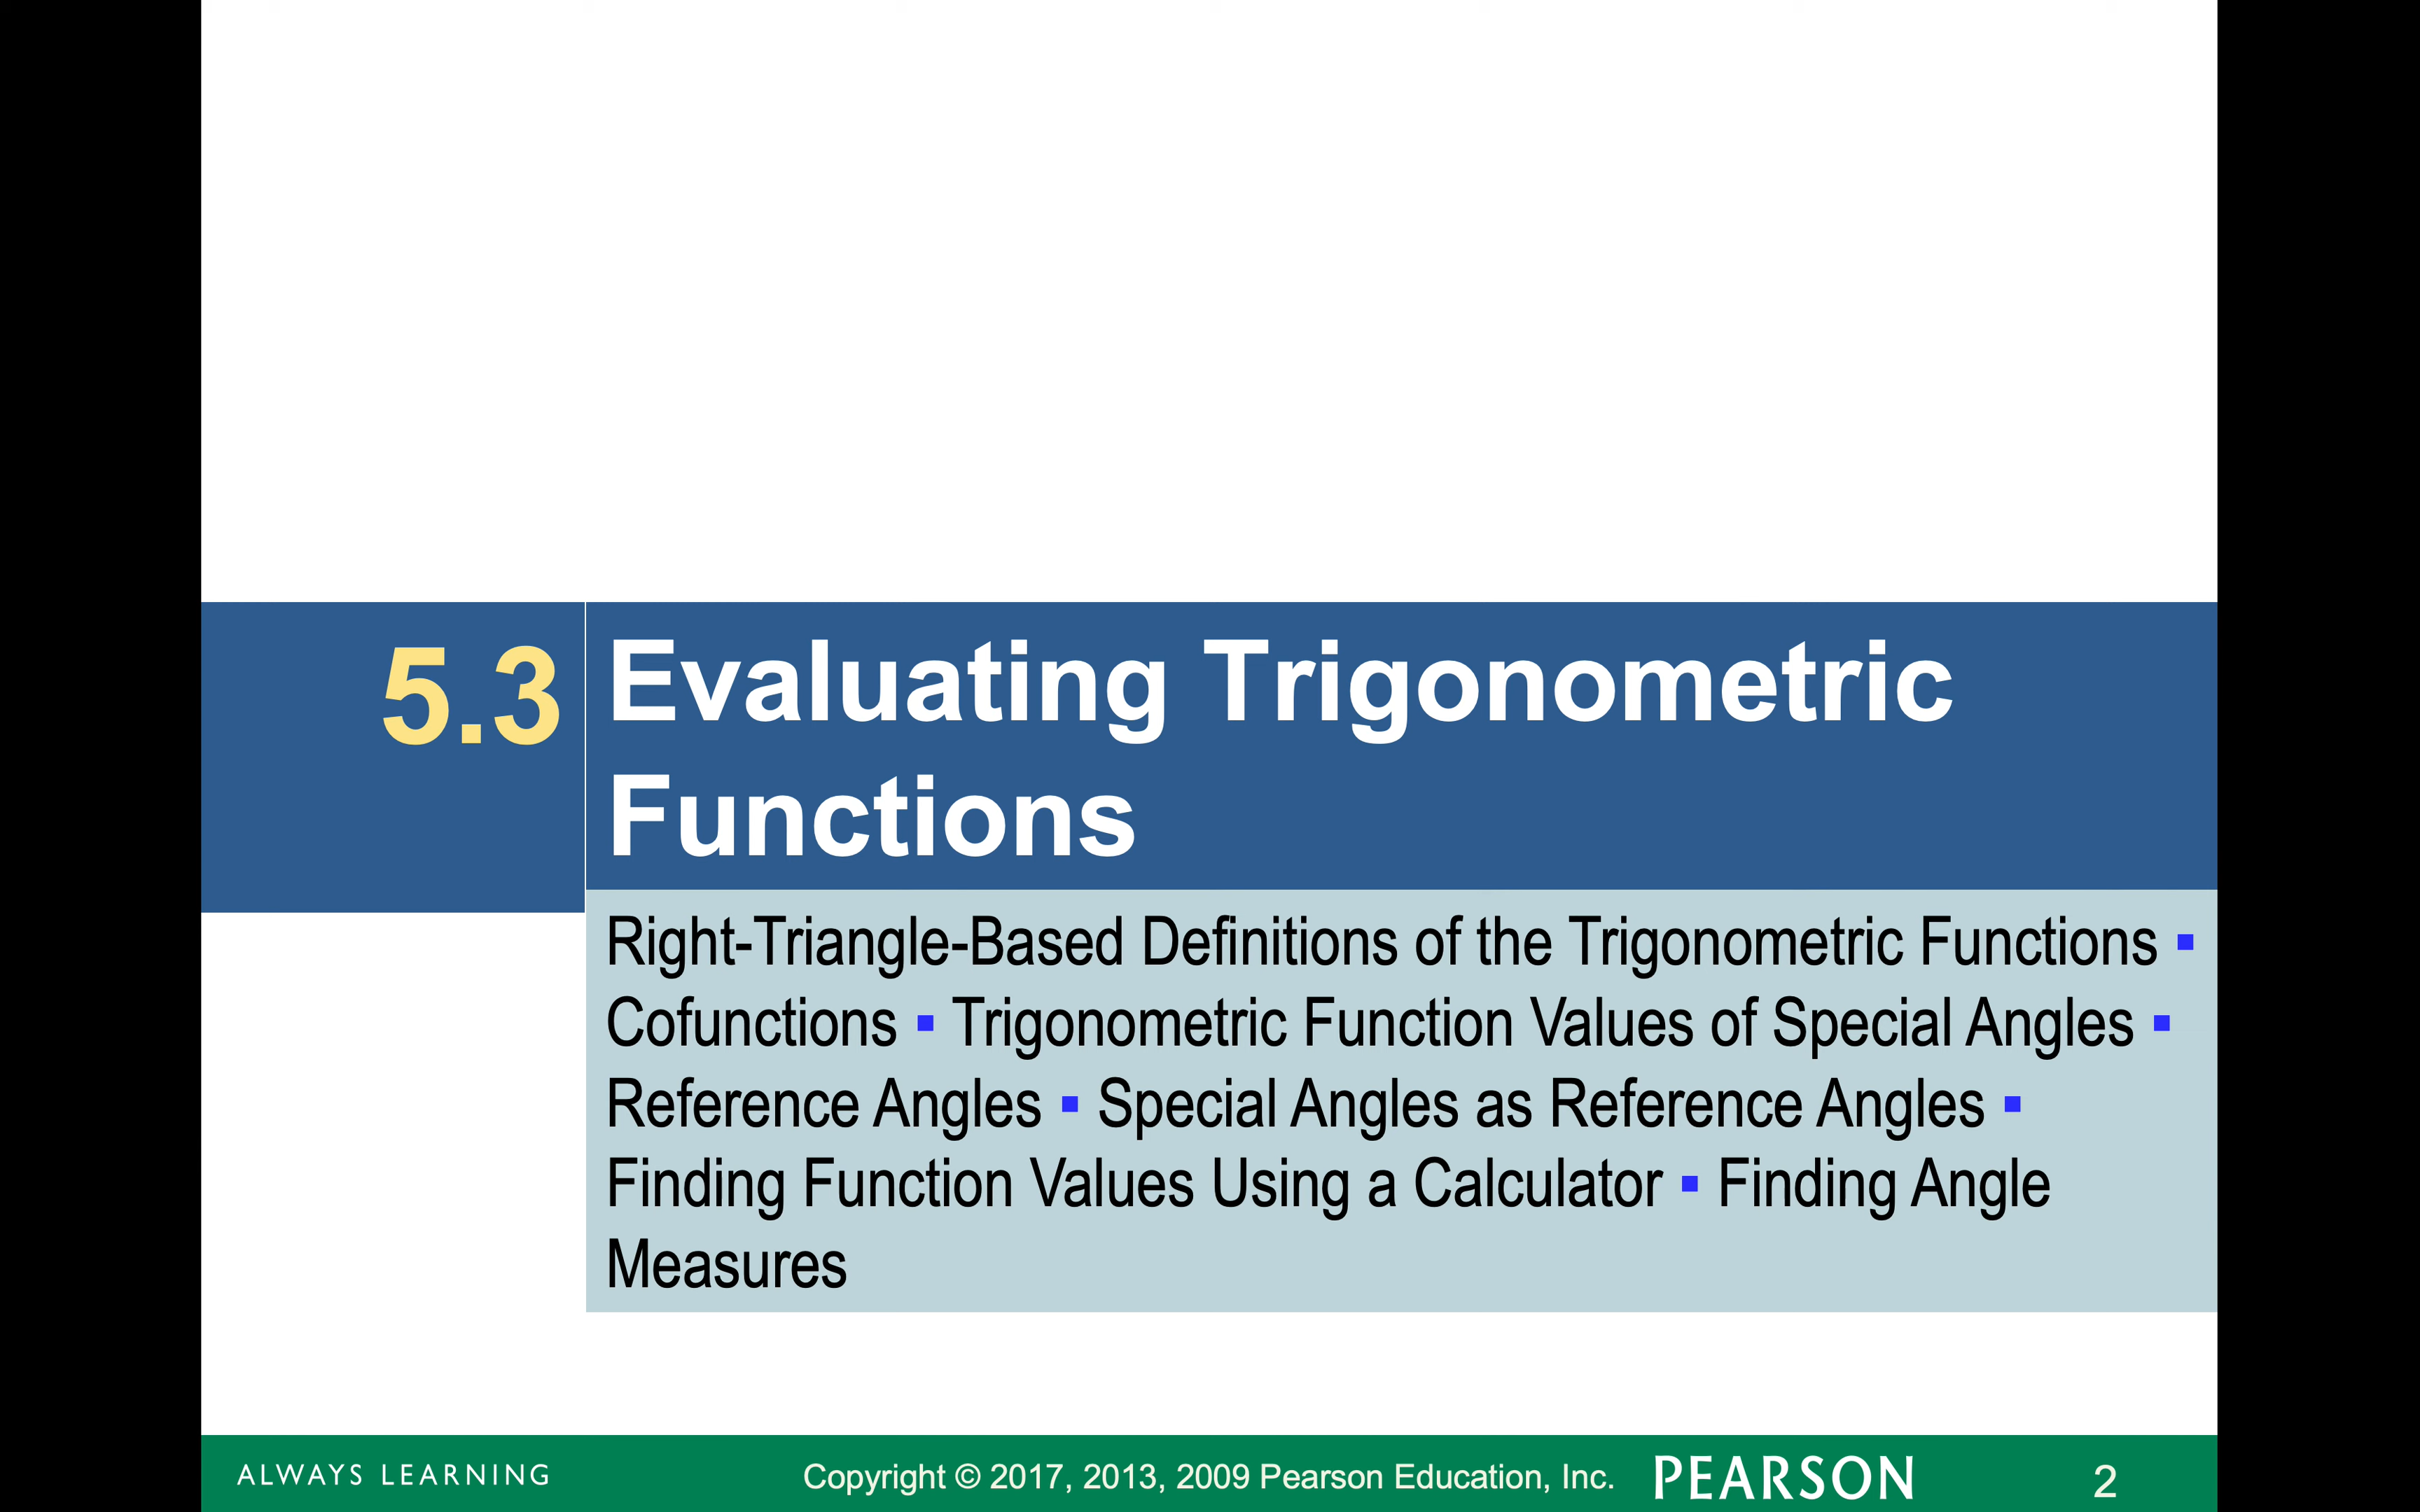 5.3 Evaluating Trigonometric
Functions
Right-Triangle-Based Definitions of the Trigonometric Functions ▪
Cofunctions ▪ Trigonometric Function Values of Special Angles ▪
Reference Angles ▪ Special Angles as Reference Angles ▪
Finding Function Values Using a Calculator ▪ Finding Angle
Measures
ALWAYS LEARNING Copyright © 2017, 2013, 2009 Pearson Education, Inc. PEARSON 2